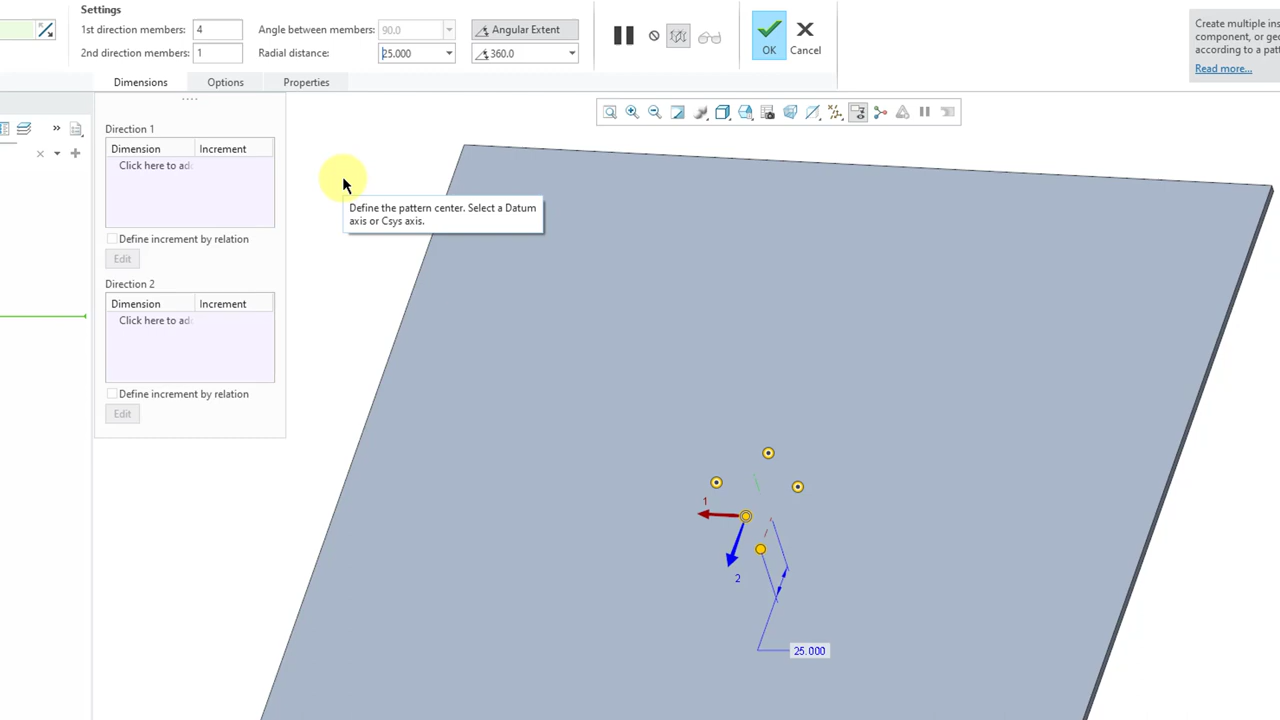 Settings
1st direction members: 4 Angle between members: 90.0 Angular Extent
2nd direction members: 1 Radial distance: 25.000 360.0
OK Cancel
Create multiple ins
component, or geo
according to a pat
Read more...
Dimensions Options Properties
Direction 1
Dimension Increment
Click here to add
Define increment by relation
Edit
Direction 2
Dimension Increment
Click here to add
Define increment by relation
Edit
Define the pattern center. Select a Datum
axis or Csys axis.
1
2
25.000